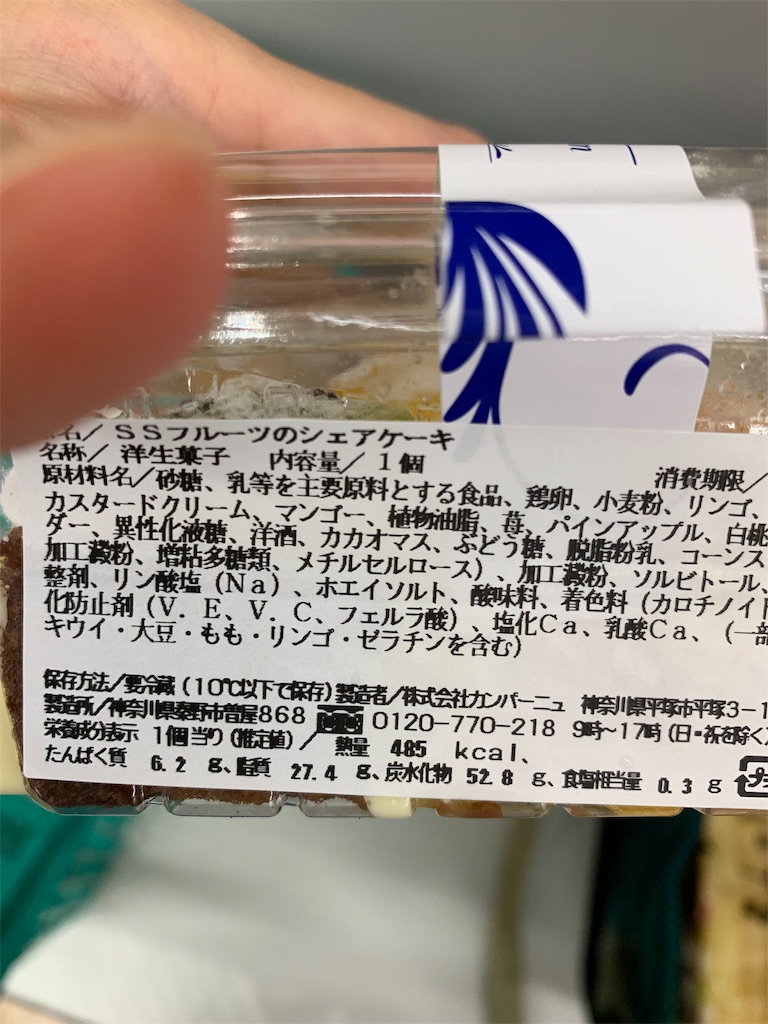 名/ SSフルーツのシェアケーキ
名称/ 洋生菓子 内容量/ 1個 消費期限/
原材料名/砂糖、乳等を主要原料とする食品、鶏卵、小麦粉、リンゴ、
カスタードクリーム、マンゴー、植物油脂、苺、パインアップル、白桃
ダー、異性化液糖、洋酒、カカオマス、ぶどう糖、脱脂粉乳、コーンス
加工澱粉、増粘多糖類、メチルセルロース)、加工澱粉、ソルビトール、
整剤、リン酸塩(Na)、ホエイソルト、酸味料、着色料(カロチノイド
化防止剤(V.E、V.C、フェルラ酸)、塩化Ca、乳酸Ca、(一部
キウイ・大豆・もも・リンゴ・ゼラチンを含む)
保存方法/要冷蔵(10℃以下で保存)製造者/株式会社カンパーニュ 神奈川県平塚市平塚3-1
製造所/神奈川県秦野市曽屋868 0120-770-218 9時~17時(日・祝を除く)
栄養成分表示 1個当り(推定値)/ 熱量 485 kcal、
たんぱく質 6.2 g、脂質 27.4 g、炭水化物 52.8 g、食塩相当量 0.3 g プラ